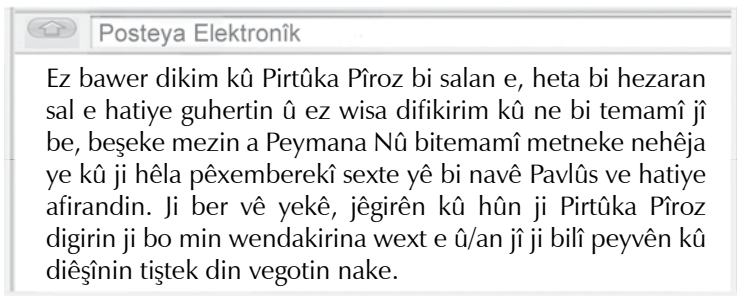 Posteya Elektronîk
Ez bawer dikim kû Pirtûka Pîroz bi salan e, heta bi hezaran
sal e hatiye guhertin û ez wisa difikirim kû ne bi temamî jî
be, beşeke mezin a Peymana Nû bitemamî metneke nehêja
ye kû ji hêla pêxemberekî sexte yê bi navê Pavlûs ve hatiye
afirandin. Ji ber vê yekê, jêgirên kû hûn ji Pirtûka Pîroz
digirin ji bo min wendakirina wext e û/an jî ji bilî peyvên kû
diêşînin tiştek din vegotin nake.